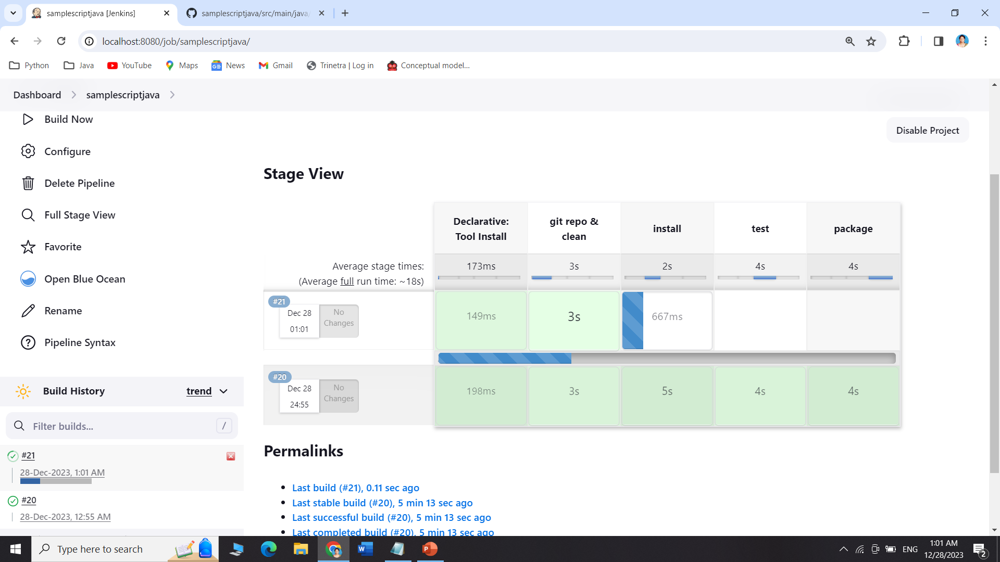 samplescriptjava [Jenkins]
samplescriptjava/src/main/java/
localhost:8080/job/samplescriptjava/
Python
Java
YouTube
Maps
News
Gmail
Trinetra | Log in
Conceptual model...
Dashboard
samplescriptjava
Build Now
Configure
Delete Pipeline
Full Stage View
Favorite
Open Blue Ocean
Rename
Pipeline Syntax
Build History
trend
Filter builds...
/
#21
28-Dec-2023, 1:01 AM
#20
28-Dec-2023, 12:55 AM
Disable Project
Stage View
Declarative:
Tool Install
git repo &
clean
install
test
package
Average stage times:
(Average full run time: ~18s)
173ms
3s
2s
4s
4s
#21
Dec 28
01:01
No
Changes
149ms
3s
667ms
#20
Dec 28
24:55
No
Changes
198ms
3s
5s
4s
4s
Permalinks
Last build (#21), 0.11 sec ago
Last stable build (#20), 5 min 13 sec ago
Last successful build (#20), 5 min 13 sec ago
Last completed build (#20), 5 min 13 sec ago
Type here to search
ENG
1:01 AM
12/28/2023
2